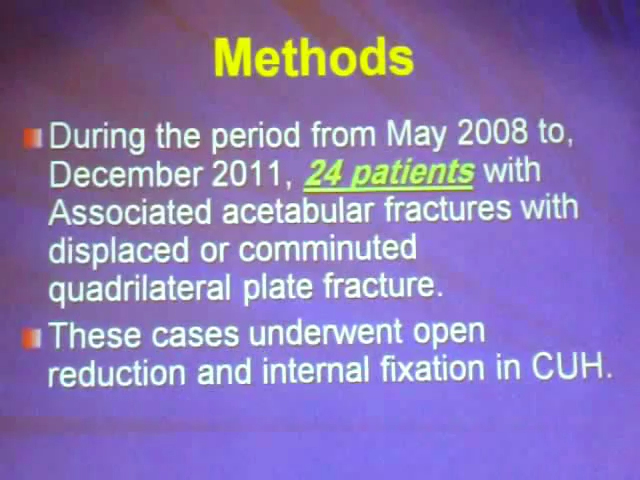 Methods
During the period from May 2008 to,
December 2011, 24 patients with
Associated acetabular fractures with
displaced or comminuted
quadrilateral plate fracture.
These cases underwent open
reduction and internal fixation in CUH.